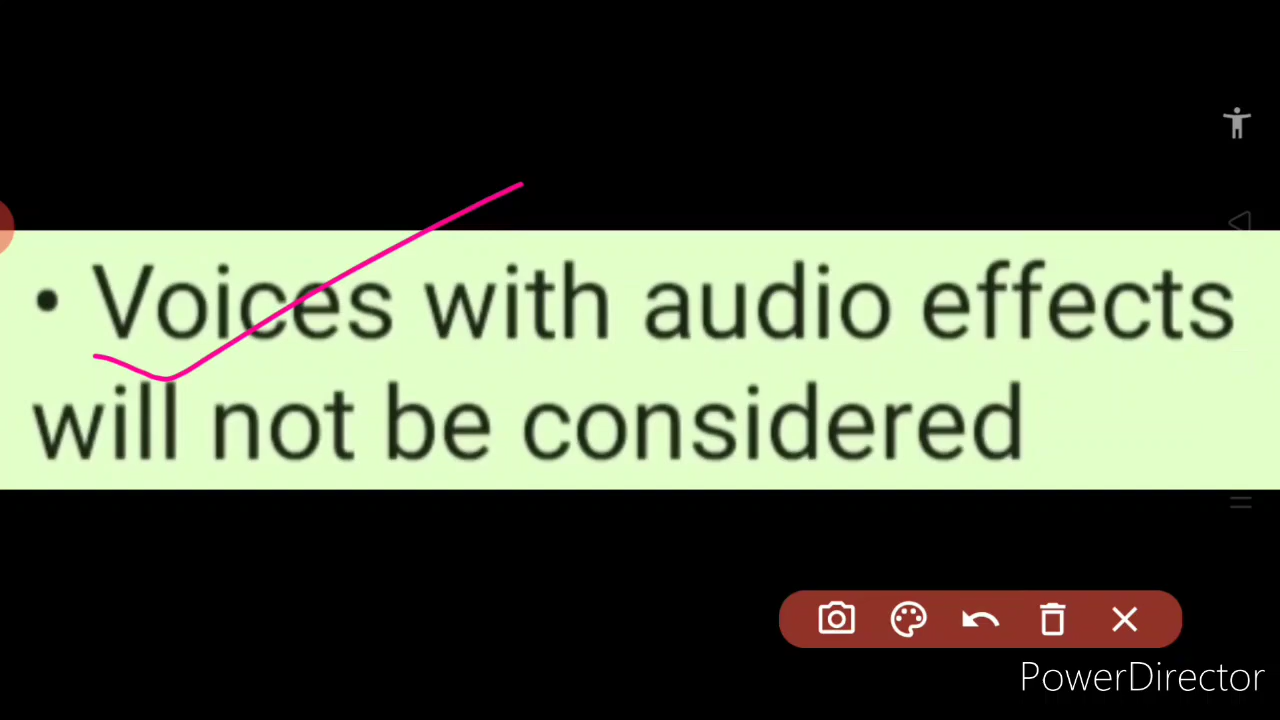 • Voices with audio effects
will not be considered
PowerDirector